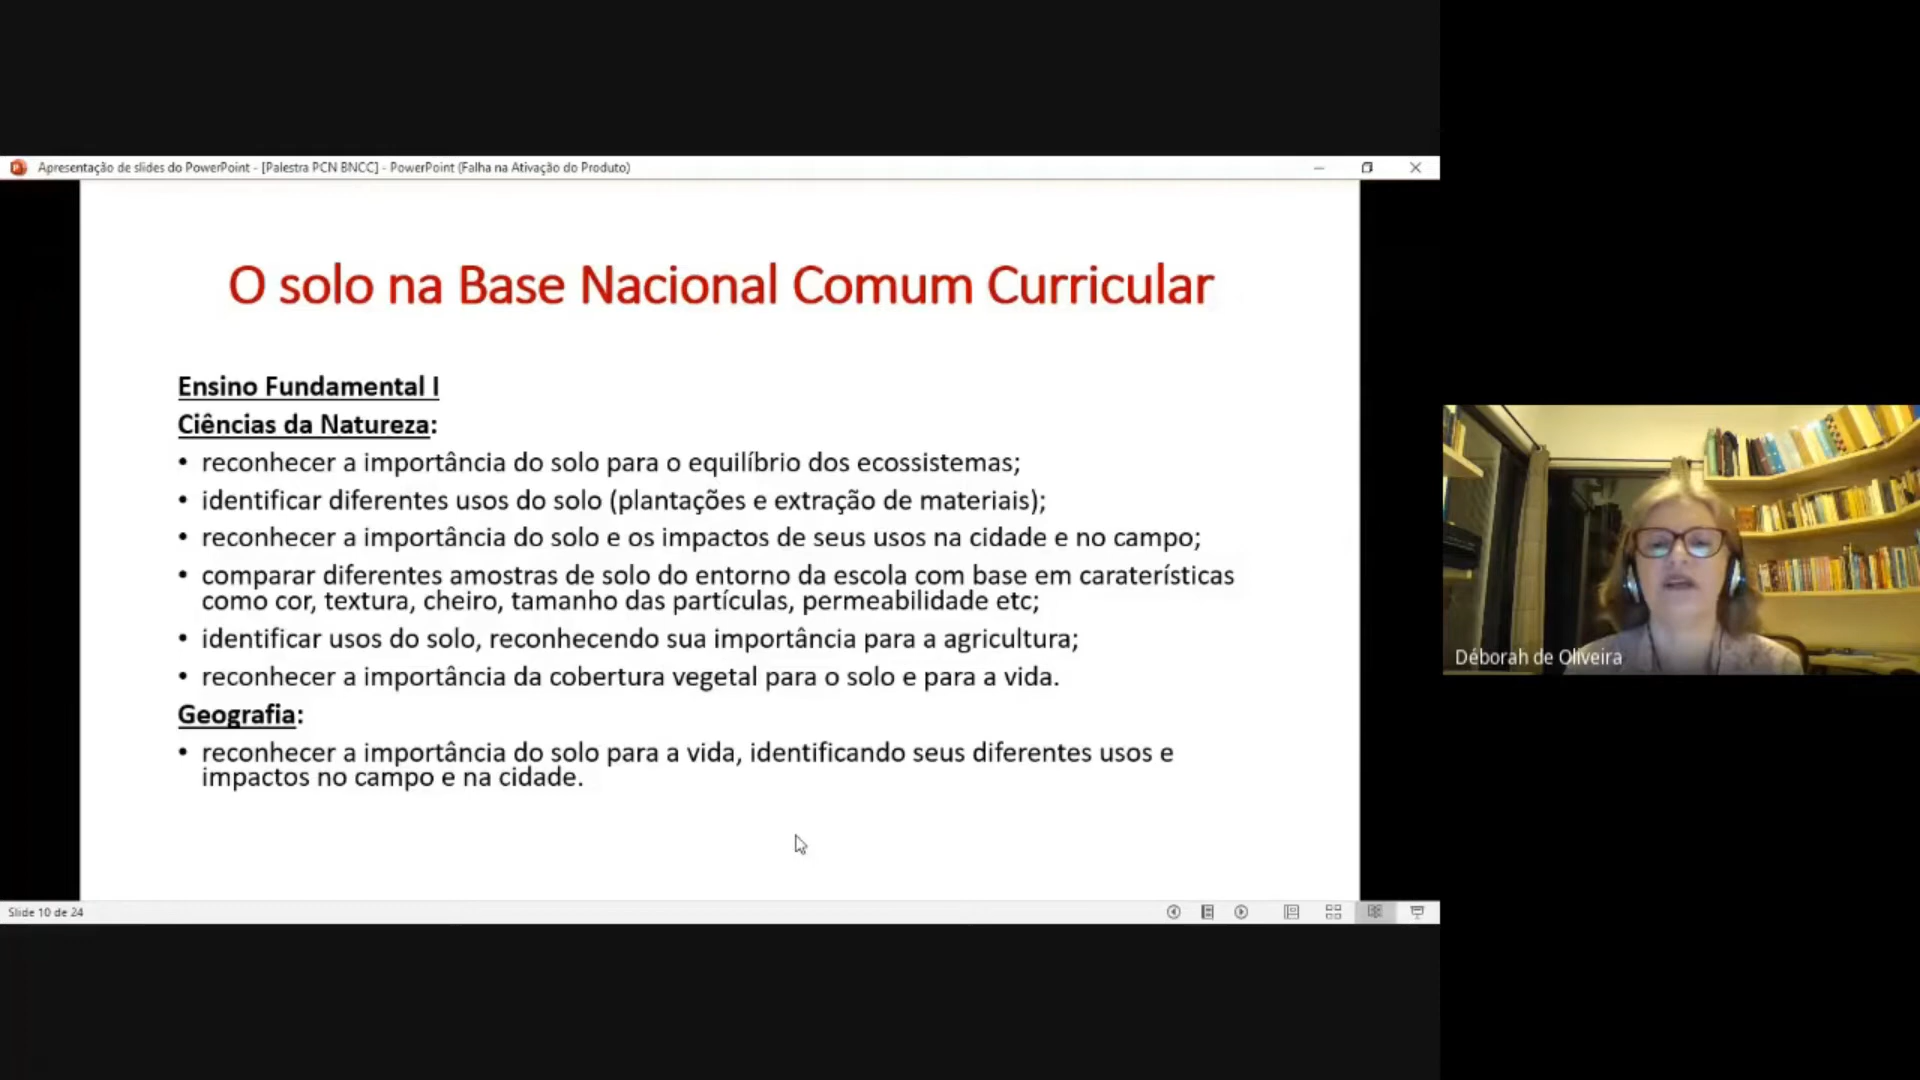 Apresentação de slides do PowerPoint - [Palestra PCN BNCC] - PowerPoint (Falha na Ativação do Produto)
O solo na Base Nacional Comum Curricular
Ensino Fundamental I
Ciências da Natureza:
• reconhecer a importância do solo para o equilíbrio dos ecossistemas;
• identificar diferentes usos do solo (plantações e extração de materiais);
• reconhecer a importância do solo e os impactos de seus usos na cidade e no campo;
• comparar diferentes amostras de solo do entorno da escola com base em caraterísticas
como cor, textura, cheiro, tamanho das partículas, permeabilidade etc;
• identificar usos do solo, reconhecendo sua importância para a agricultura;
• reconhecer a importância da cobertura vegetal para o solo e para a vida.
Geografia:
• reconhecer a importância do solo para a vida, identificando seus diferentes usos e
impactos no campo e na cidade.
Déborah de Oliveira
Slide 10 de 24